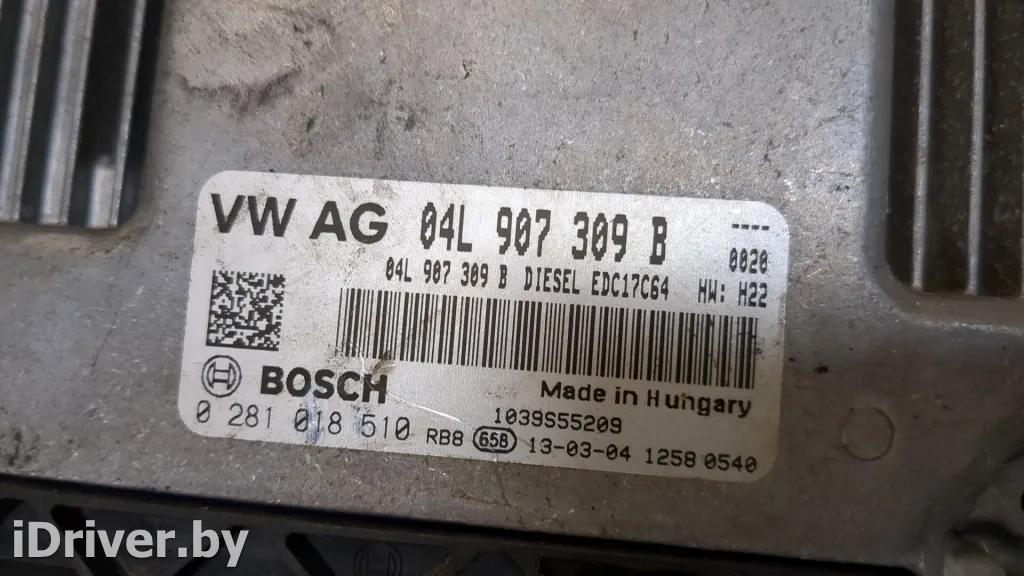 VW AG 04L 907 309 B ----
0020
04L 907 309 B DIESEL EDC17C64 HW: H22
BOSCH
Made in Hungary
0 281 018 510
1039S55209
RB8 658 13-03-04 1258 0540
iDriver.by